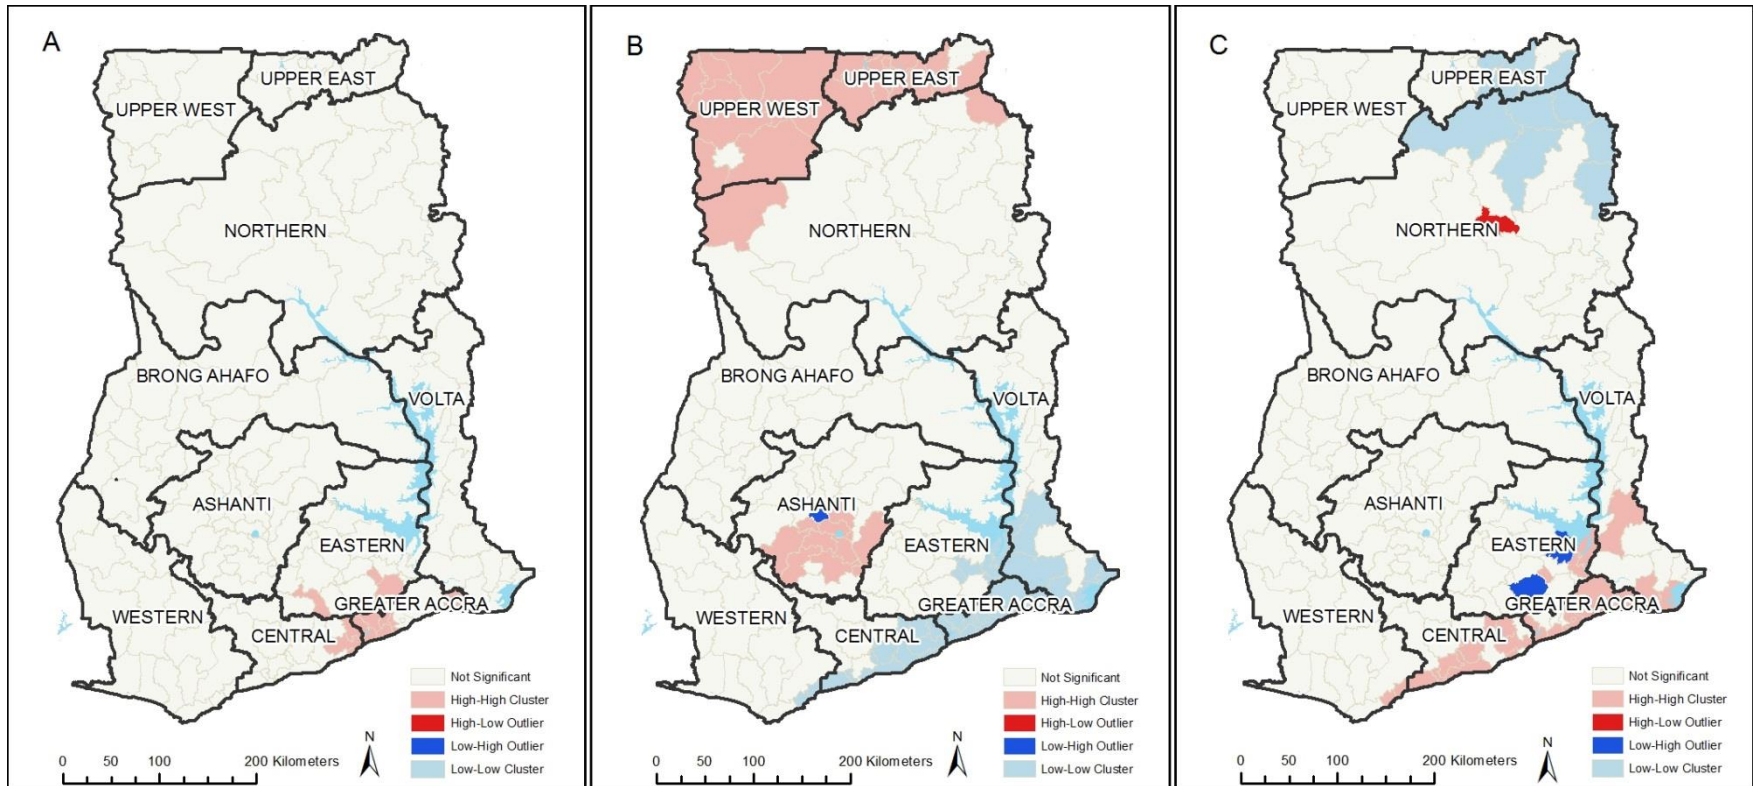 A
UPPER EAST
UPPER WEST
NORTHERN
BRONG AHAFO
VOLTA
ASHANTI
EASTERN
WESTERN
GREATER ACCRA
CENTRAL
Not Significant
High-High Cluster
High-Low Outlier
Low-High Outlier
Low-Low Cluster
N
0 50 100 200 Kilometers
B
UPPER EAST
UPPER WEST
NORTHERN
BRONG AHAFO
VOLTA
ASHANTI
EASTERN
WESTERN
GREATER ACCRA
CENTRAL
Not Significant
High-High Cluster
High-Low Outlier
Low-High Outlier
Low-Low Cluster
N
0 50 100 200 Kilometers
C
UPPER EAST
UPPER WEST
NORTHERN
BRONG AHAFO
VOLTA
ASHANTI
EASTERN
WESTERN
GREATER ACCRA
CENTRAL
Not Significant
High-High Cluster
High-Low Outlier
Low-High Outlier
Low-Low Cluster
N
0 50 100 200 Kilometers